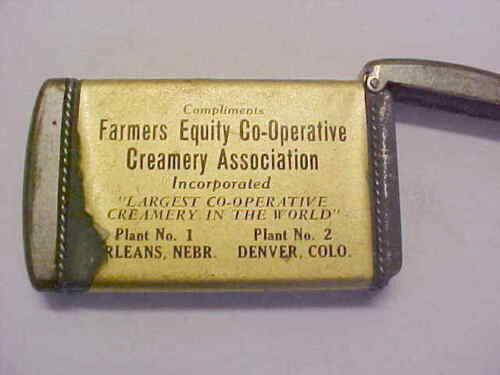 Compliments
Farmers Equity Co-Operative
Creamery Association
Incorporated
"LARGEST CO-OPERATIVE
CREAMERY IN THE WORLD"
Plant No. 1 Plant No. 2
RLEANS, NEBR. DENVER, COLO.